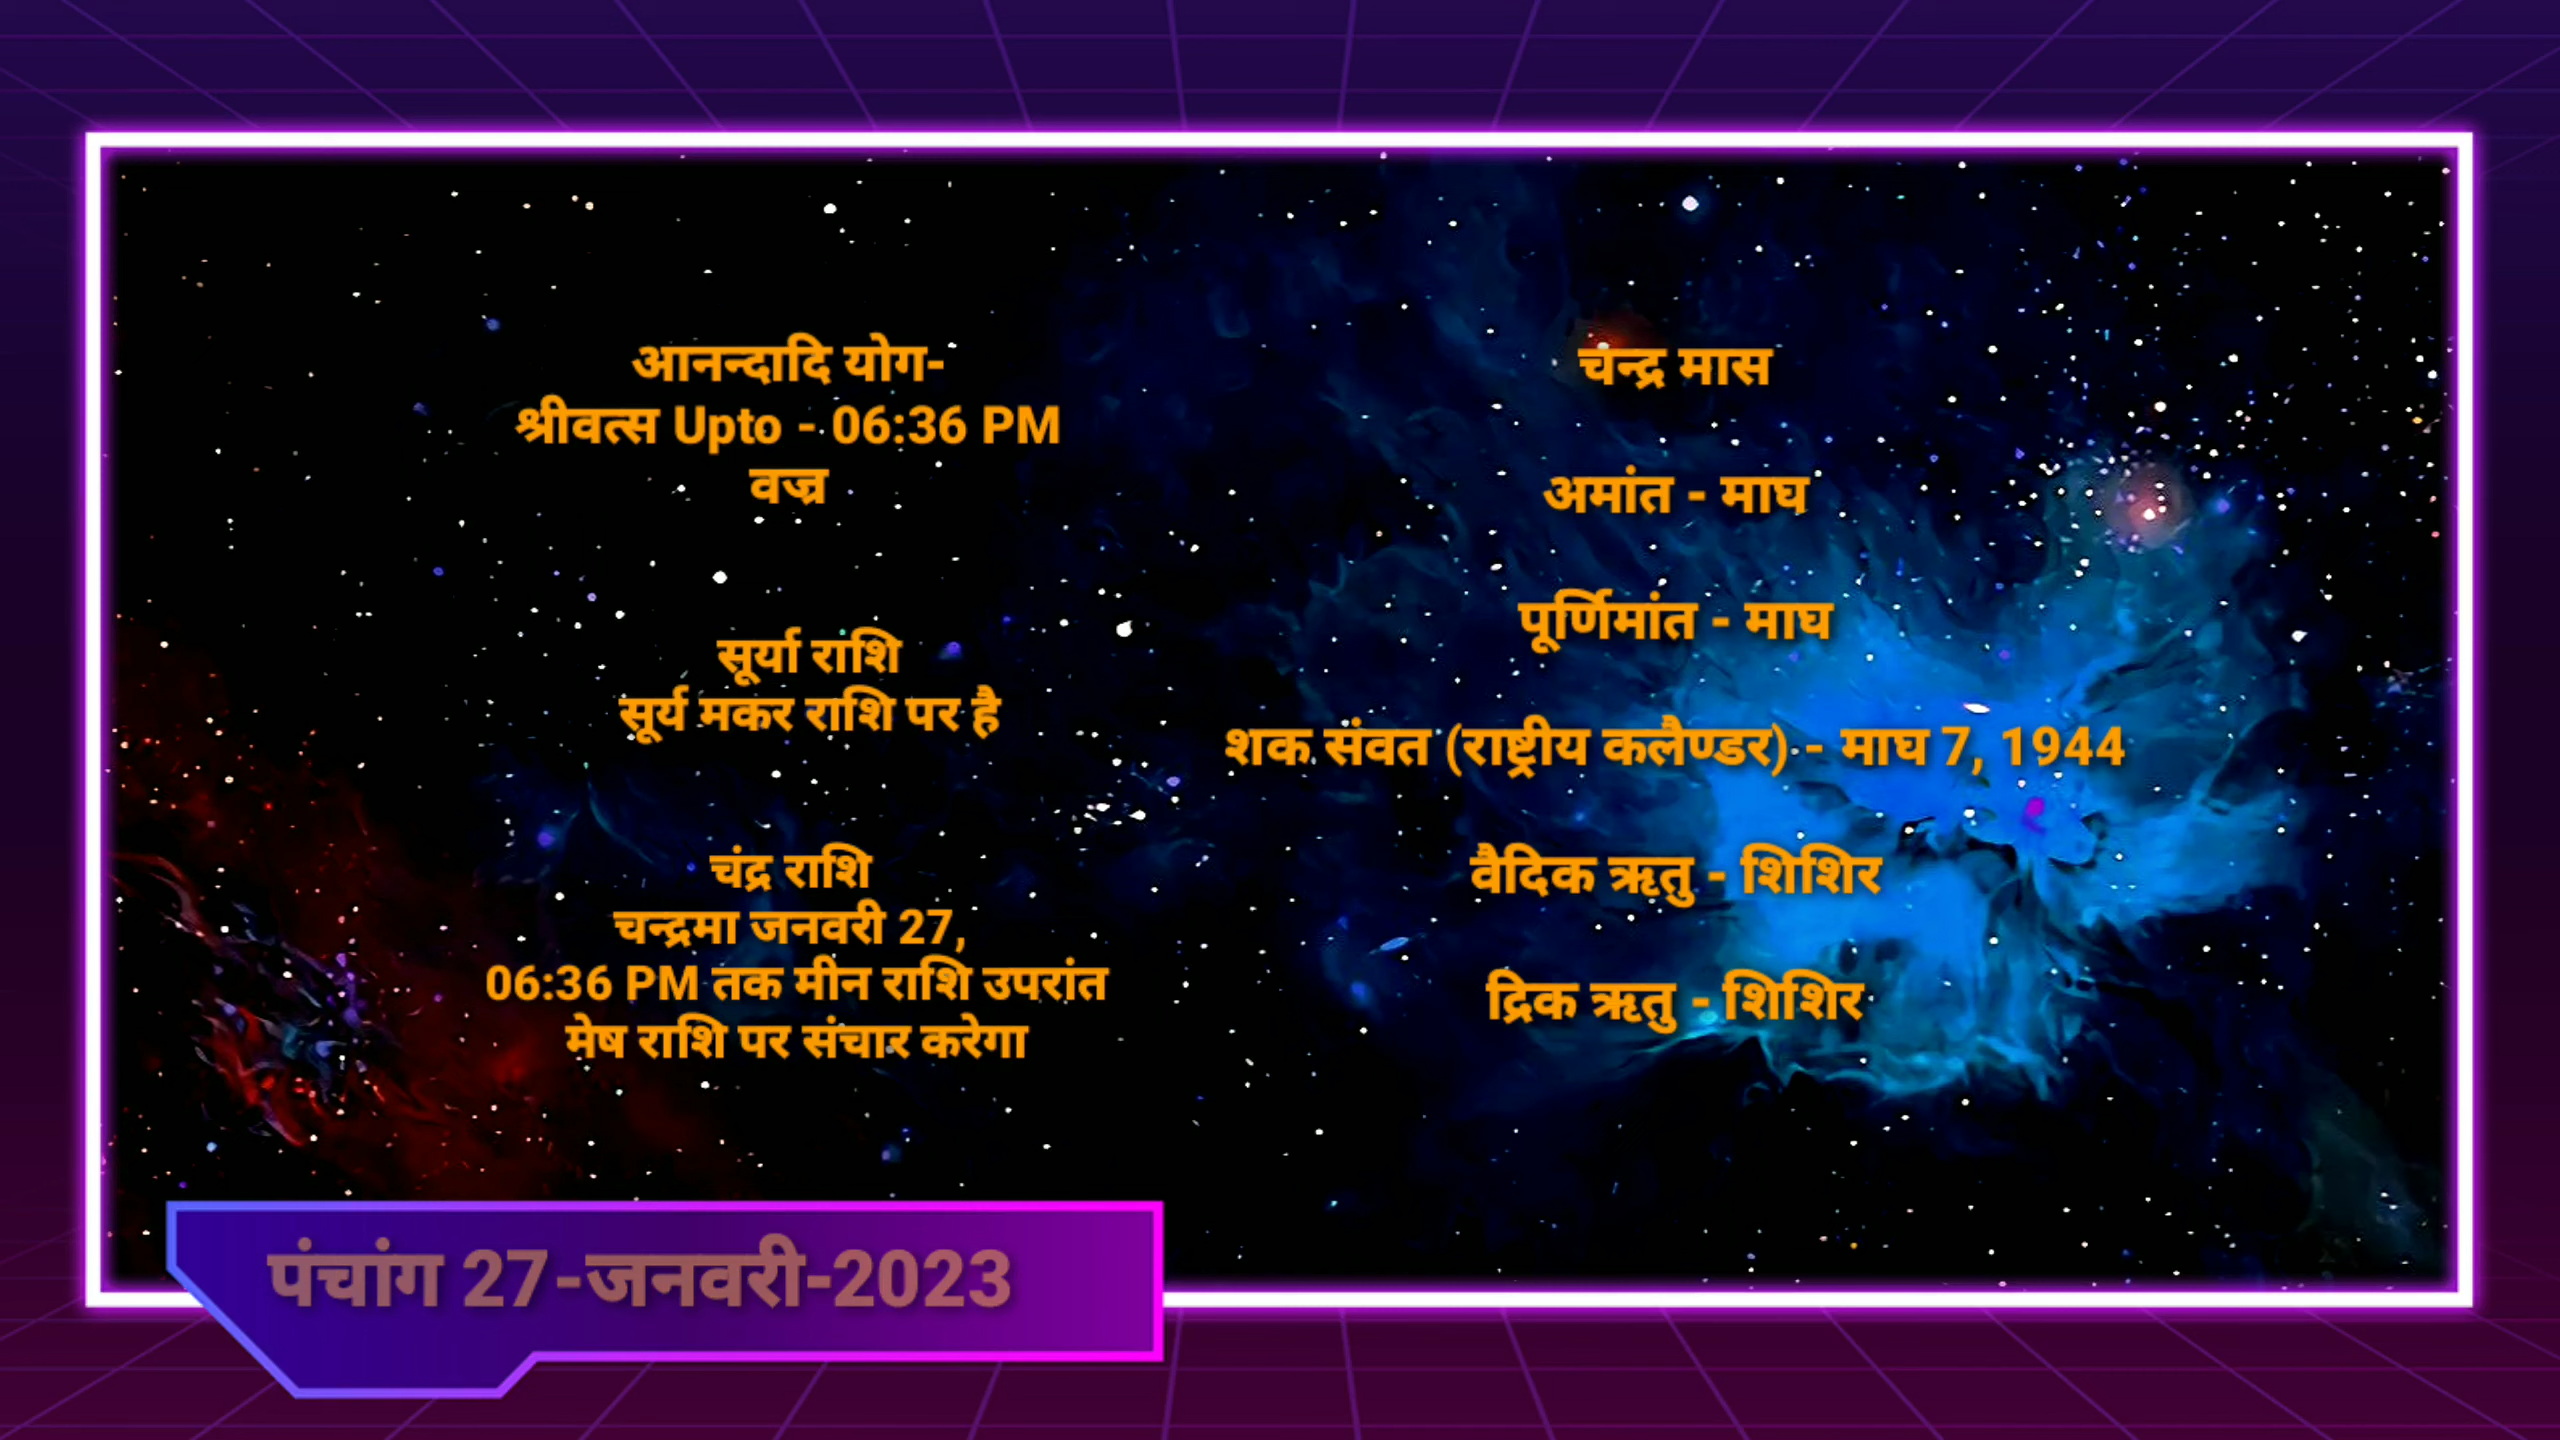 आनन्दादि योग-
श्रीवत्स Upto - 06:36 PM
वज्र
सूर्या राशि
सूर्य मकर राशि पर है
चंद्र राशि
चन्द्रमा जनवरी 27,
06:36 PM तक मीन राशि उपरांत
मेष राशि पर संचार करेगा
चन्द्र मास
अमांत - माघ
पूर्णिमांत - माघ
शक संवत (राष्ट्रीय कलैण्डर) - माघ 7, 1944
वैदिक ऋतु - शिशिर
द्रिक ऋतु - शिशिर
पंचांग 27-जनवरी-2023